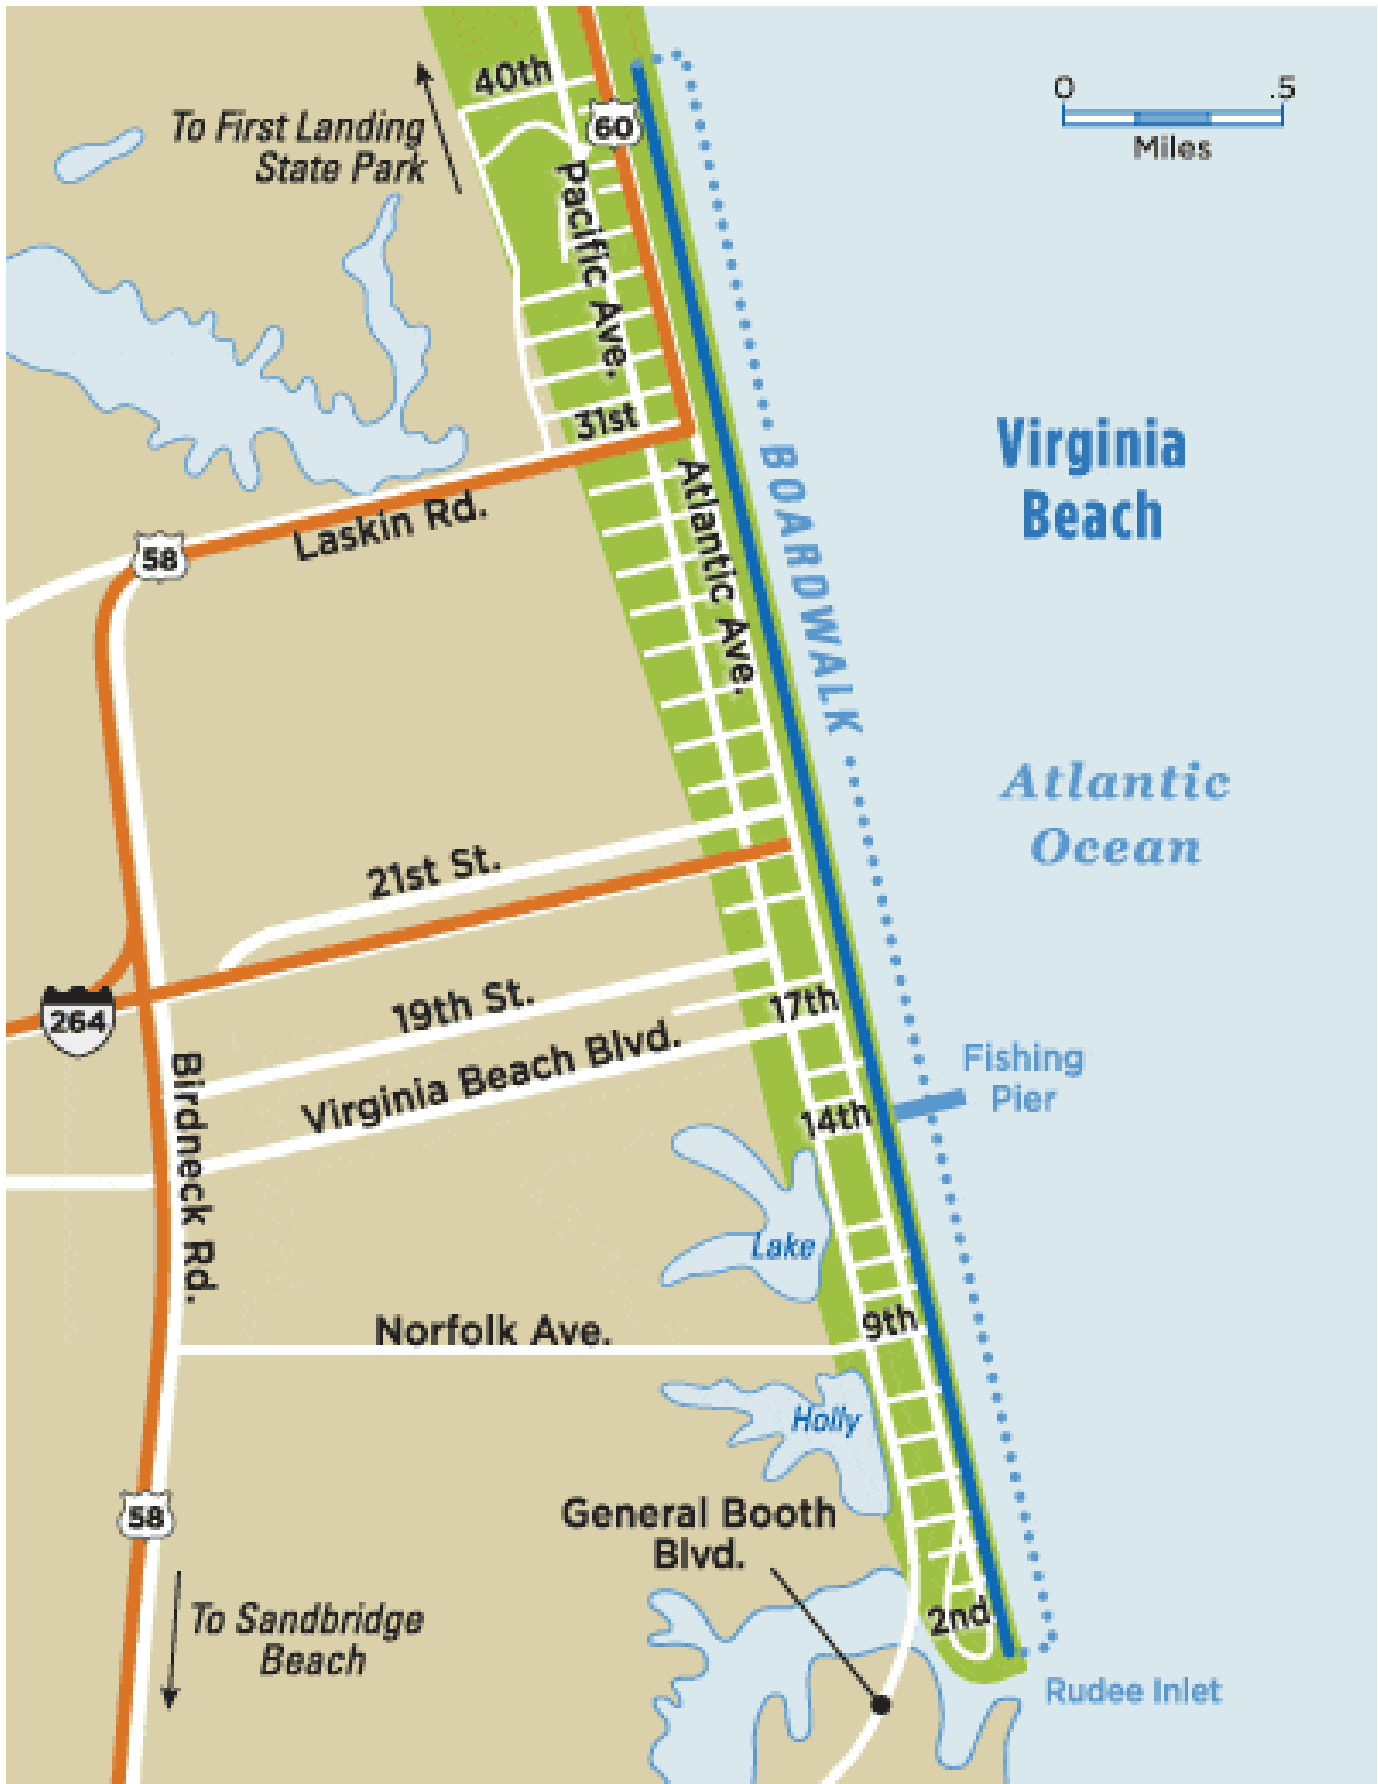 40th
0 .5
Miles
To First Landing
State Park
60
Pacific Ave.
31st
Virginia
Beach
Laskin Rd.
58
Atlantic Ave.
BOARDWALK
Atlantic
Ocean
21st St.
19th St.
17th
264
Virginia Beach Blvd.
Birdneck Rd.
Fishing
Pier
14th
Lake
Norfolk Ave.
9th
Holly
58
General Booth
Blvd.
To Sandbridge
Beach
2nd
Rudee Inlet